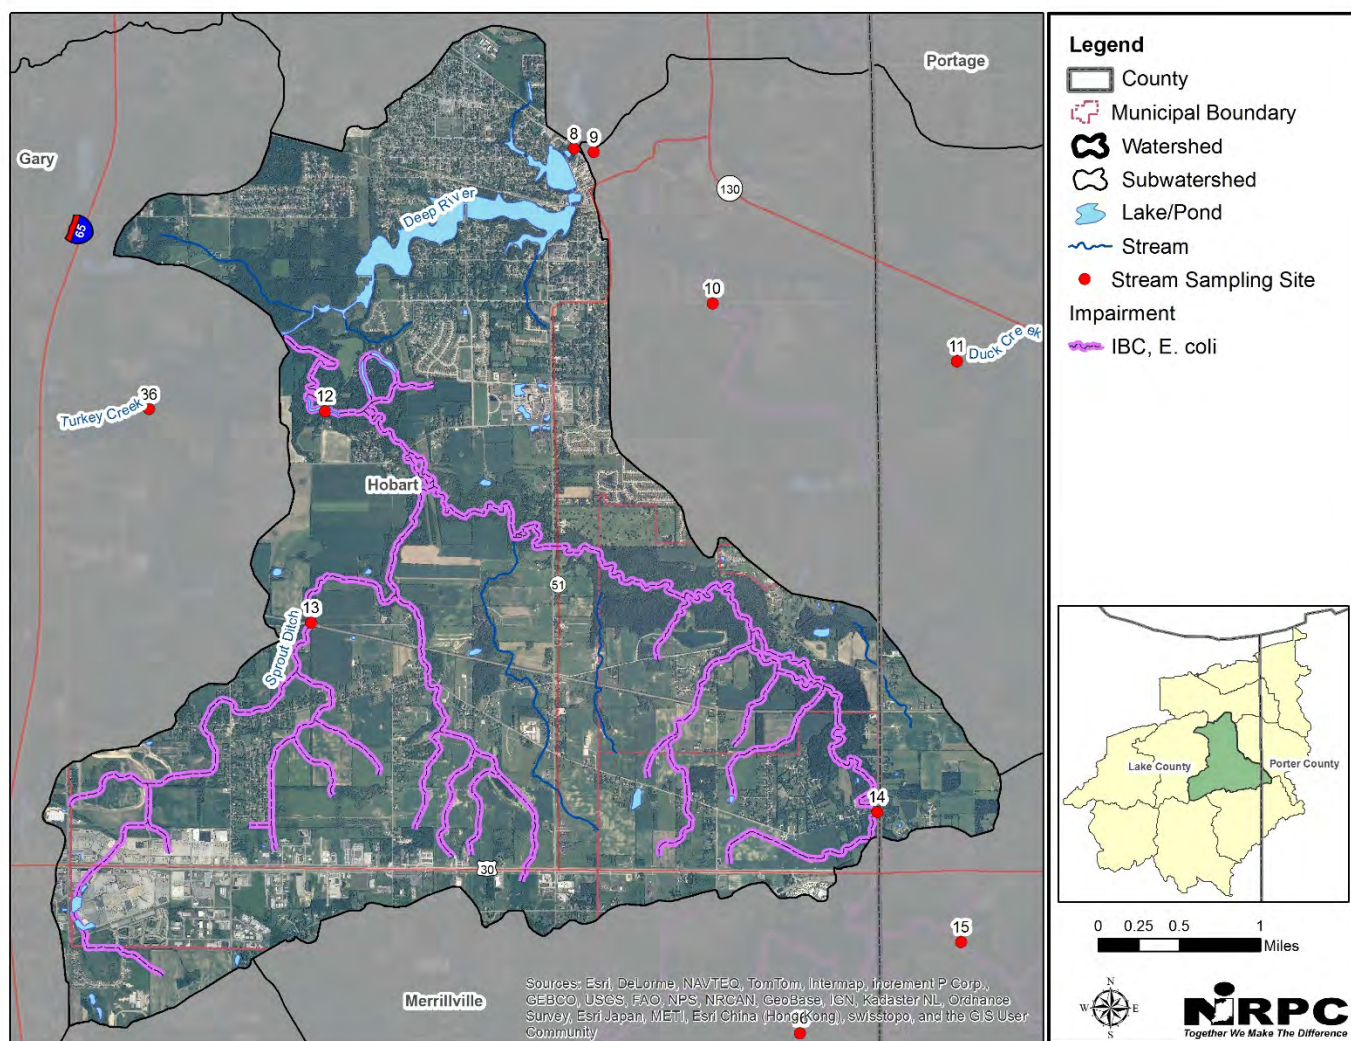 Portage
Gary
8
9
65
Deep River
130
10
11
Duck Creek
36
Turkey Creek
12
Hobart
51
13
Sprout Ditch
14
30
15
Merrillville
Sources: Esri, DeLorme, NAVTEQ, TomTom, Intermap, increment P Corp.,
GEBCO, USGS, FAO, NPS, NRCAN, GeoBase, IGN, Kadaster NL, Ordnance
Survey, Esri Japan, METI, Esri China (Hong Kong), swisstopo, and the GIS User
Community
Legend
County
Municipal Boundary
Watershed
Subwatershed
Lake/Pond
Stream
Stream Sampling Site
Impairment
IBC, E. coli
Lake County
Porter County
0 0.25 0.5 1
Miles
N
W E
S
NIRPC
Together We Make The Difference